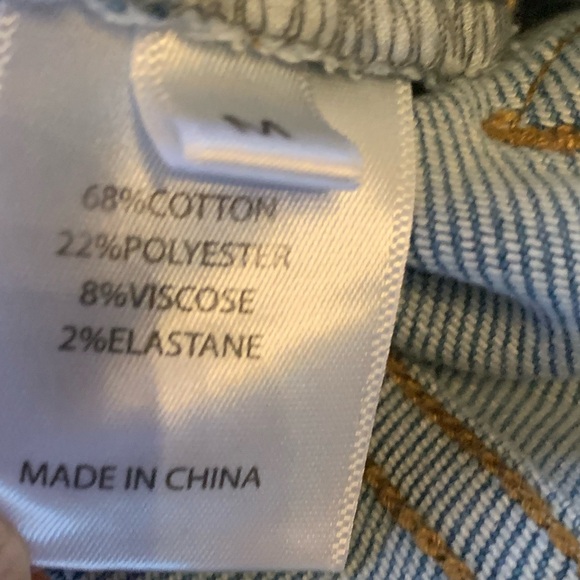 M
68%COTTON
22%POLYESTER
8%VISCOSE
2%ELASTANE
MADE IN CHINA